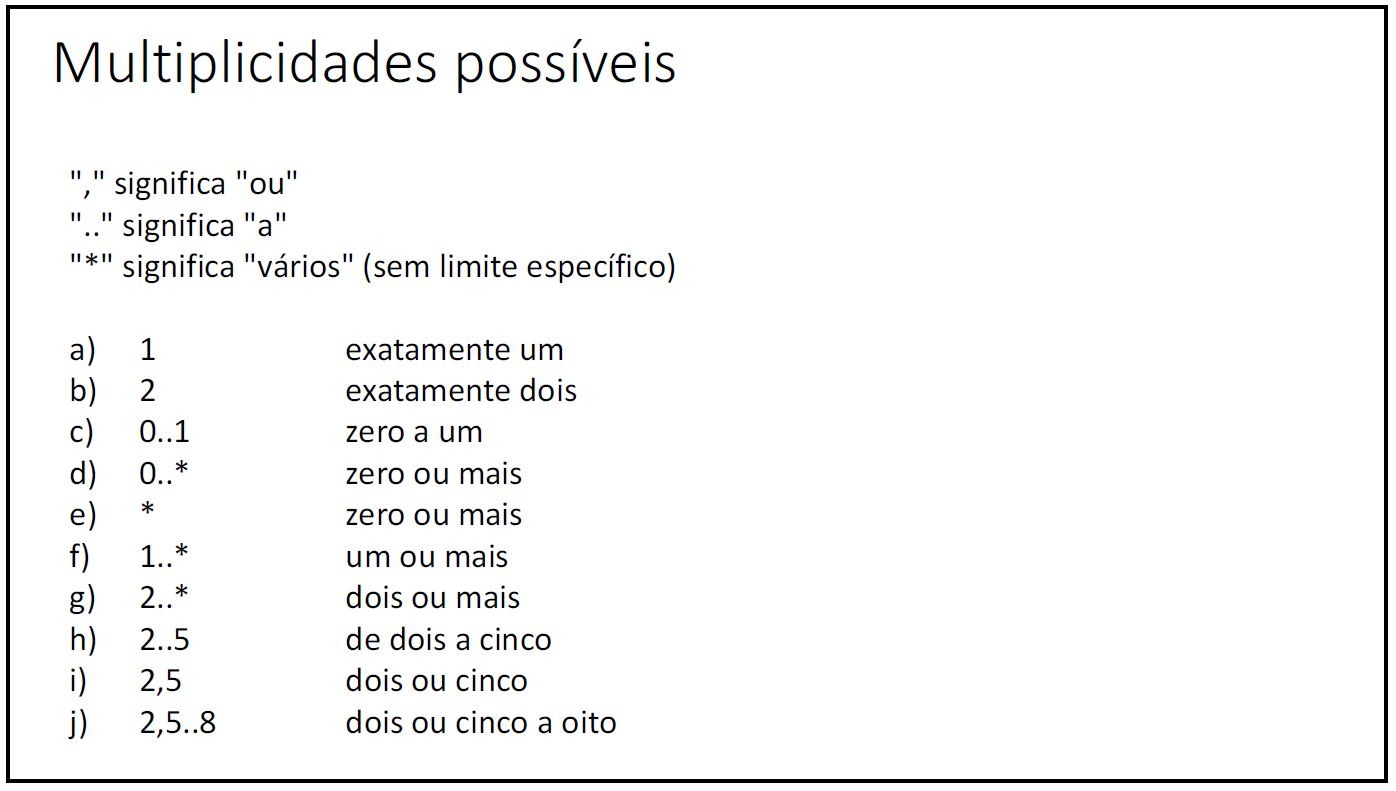 Multiplicidades possíveis
"," significa "ou"
".." significa "a"
"*" significa "vários" (sem limite específico)
a) 1 exatamente um
b) 2 exatamente dois
c) 0..1 zero a um
d) 0..* zero ou mais
e) * zero ou mais
f) 1..* um ou mais
g) 2..* dois ou mais
h) 2..5 de dois a cinco
i) 2,5 dois ou cinco
j) 2,5..8 dois ou cinco a oito